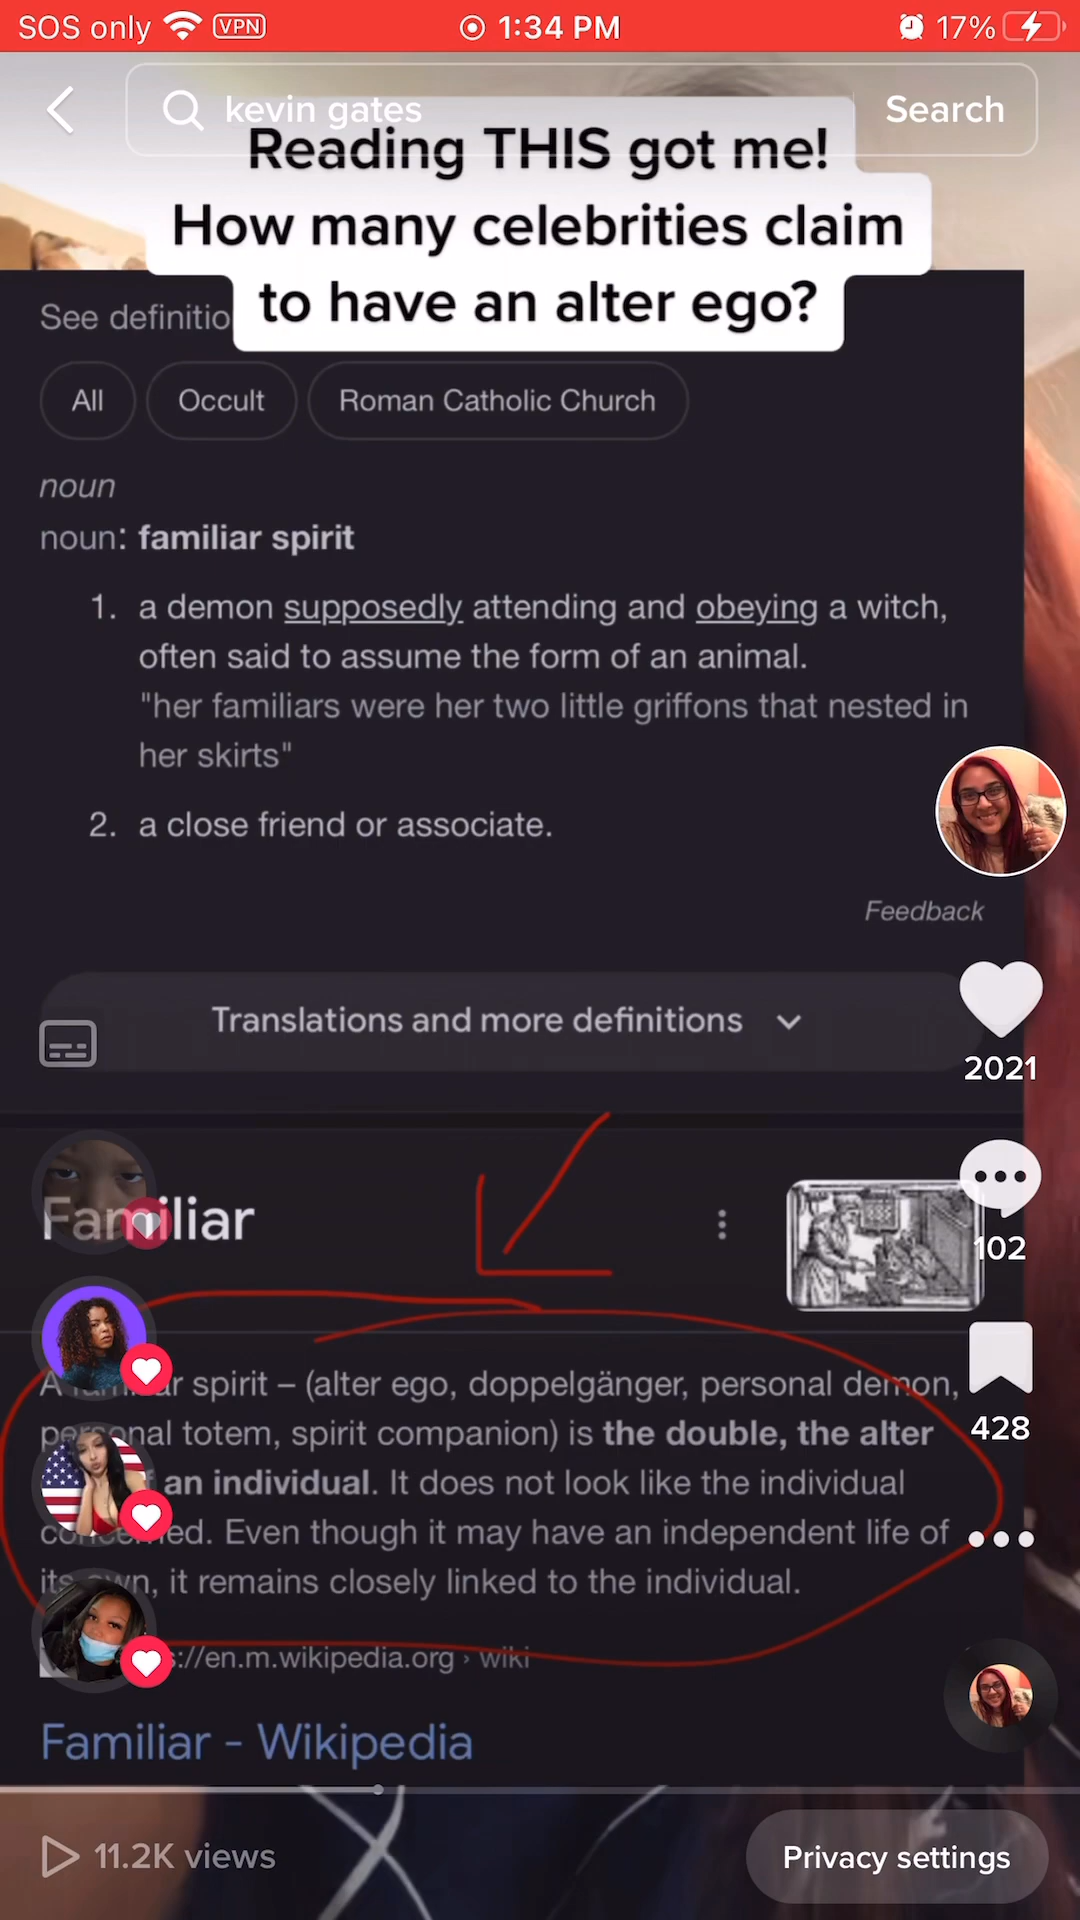 SOS only VPN 1:34 PM 17%
kevin gates Search
Reading THIS got me!
How many celebrities claim
to have an alter ego?
See definitio
All Occult Roman Catholic Church
noun
noun: familiar spirit
1. a demon supposedly attending and obeying a witch,
often said to assume the form of an animal.
"her familiars were her two little griffons that nested in
her skirts"
2. a close friend or associate.
Feedback
Translations and more definitions
2021
Familiar
102
A familiar spirit – (alter ego, doppelgänger, personal demon,
personal totem, spirit companion) is the double, the alter
an individual. It does not look like the individual
428
concerned. Even though it may have an independent life of
its own, it remains closely linked to the individual.
://en.m.wikipedia.org › wiki
Familiar - Wikipedia
11.2K views
Privacy settings